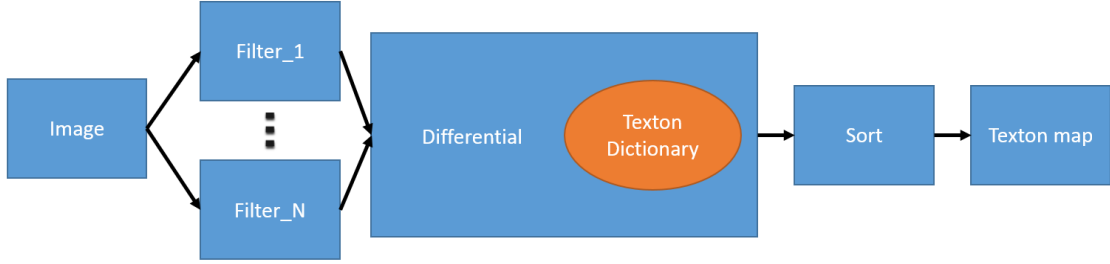 Image
Filter_1
Filter_N
Differential
Texton
Dictionary
Sort
Texton map